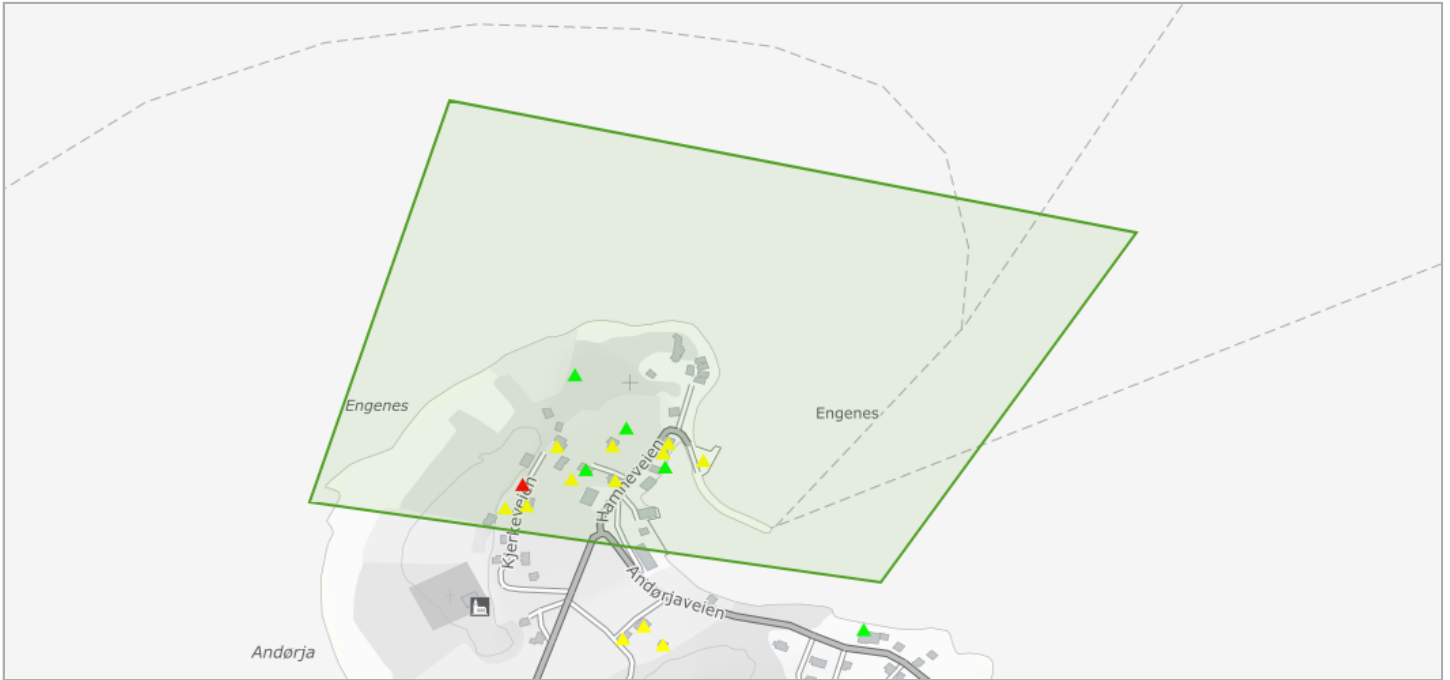 Engenes
Engenes
Hamneveien
Kjerkeveien
Andørjaveien
Andørja